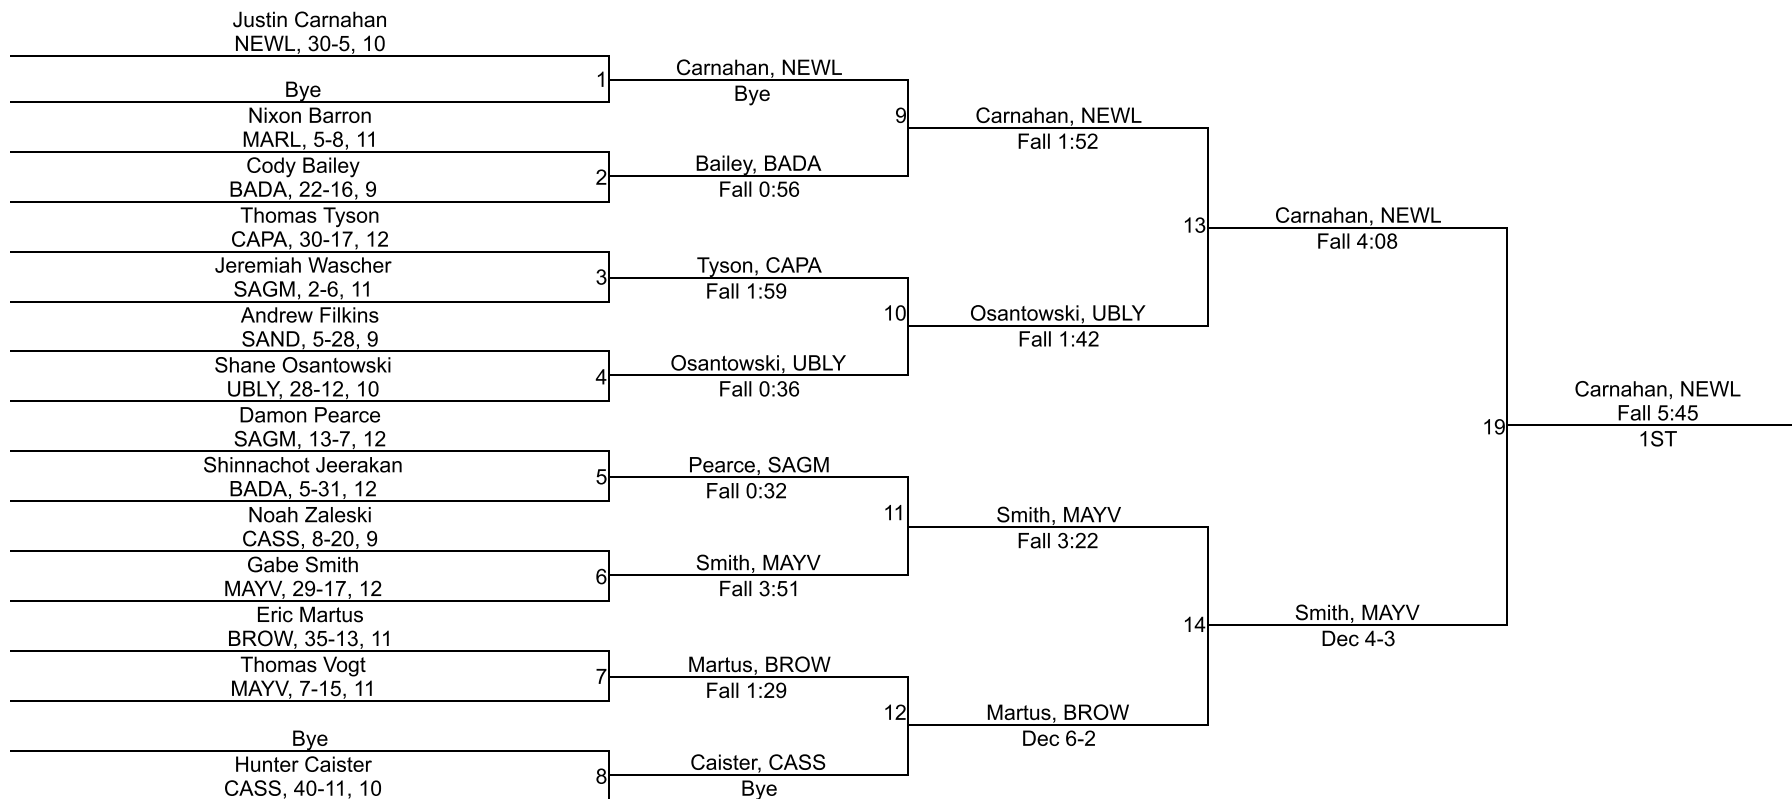 Justin Carnahan
NEWL, 30-5, 10
Bye
Nixon Barron
MARL, 5-8, 11
Cody Bailey
BADA, 22-16, 9
Thomas Tyson
CAPA, 30-17, 12
Jeremiah Wascher
SAGM, 2-6, 11
Andrew Filkins
SAND, 5-28, 9
Shane Osantowski
UBLY, 28-12, 10
Damon Pearce
SAGM, 13-7, 12
Shinnachot Jeerakan
BADA, 5-31, 12
Noah Zaleski
CASS, 8-20, 9
Gabe Smith
MAYV, 29-17, 12
Eric Martus
BROW, 35-13, 11
Thomas Vogt
MAYV, 7-15, 11
Bye
Hunter Caister
CASS, 40-11, 10
1
2
3
4
5
6
7
8
Carnahan, NEWL
Bye
Bailey, BADA
Fall 0:56
Tyson, CAPA
Fall 1:59
Osantowski, UBLY
Fall 0:36
Pearce, SAGM
Fall 0:32
Smith, MAYV
Fall 3:51
Martus, BROW
Fall 1:29
Caister, CASS
Bye
9
10
11
12
Carnahan, NEWL
Fall 1:52
Osantowski, UBLY
Fall 1:42
Smith, MAYV
Fall 3:22
Martus, BROW
Dec 6-2
13
14
Carnahan, NEWL
Fall 4:08
Smith, MAYV
Dec 4-3
19
Carnahan, NEWL
Fall 5:45
1ST